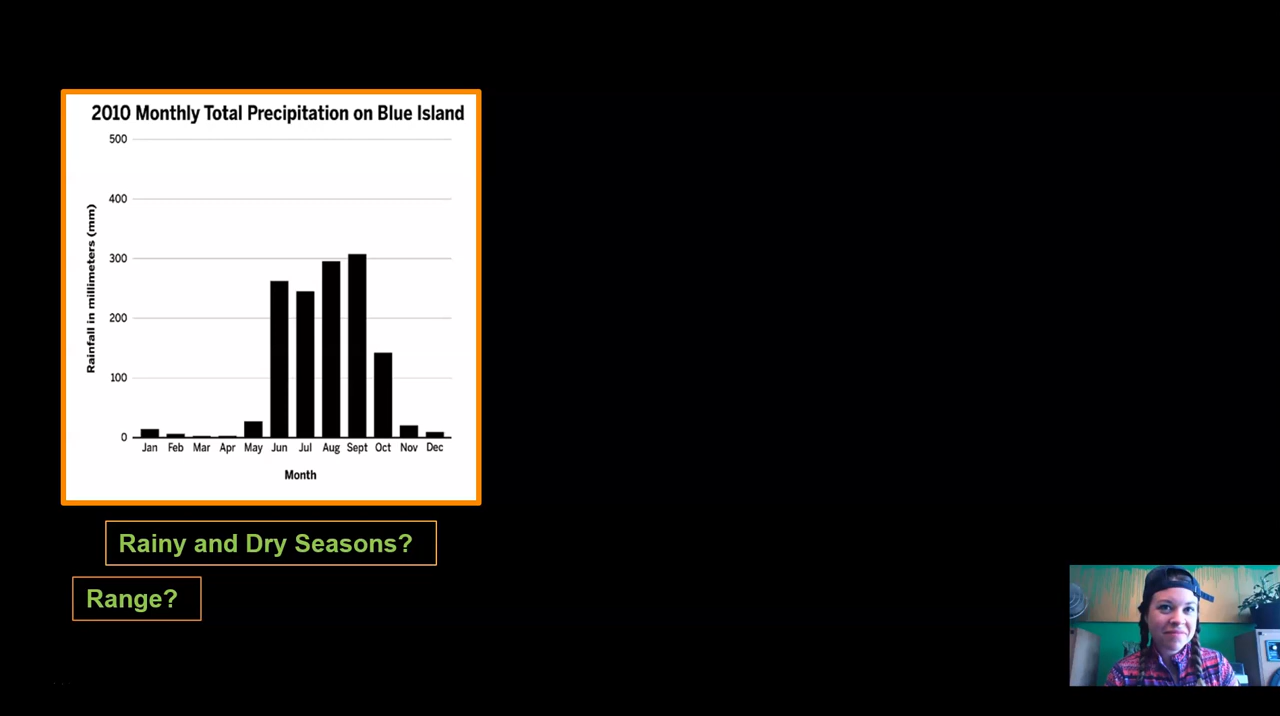 2010 Monthly Total Precipitation on Blue Island
Rainfall in millimeters (mm)
500
400
300
200
100
0
Jan Feb Mar Apr May Jun Jul Aug Sept Oct Nov Dec
Month
Rainy and Dry Seasons?
Range?